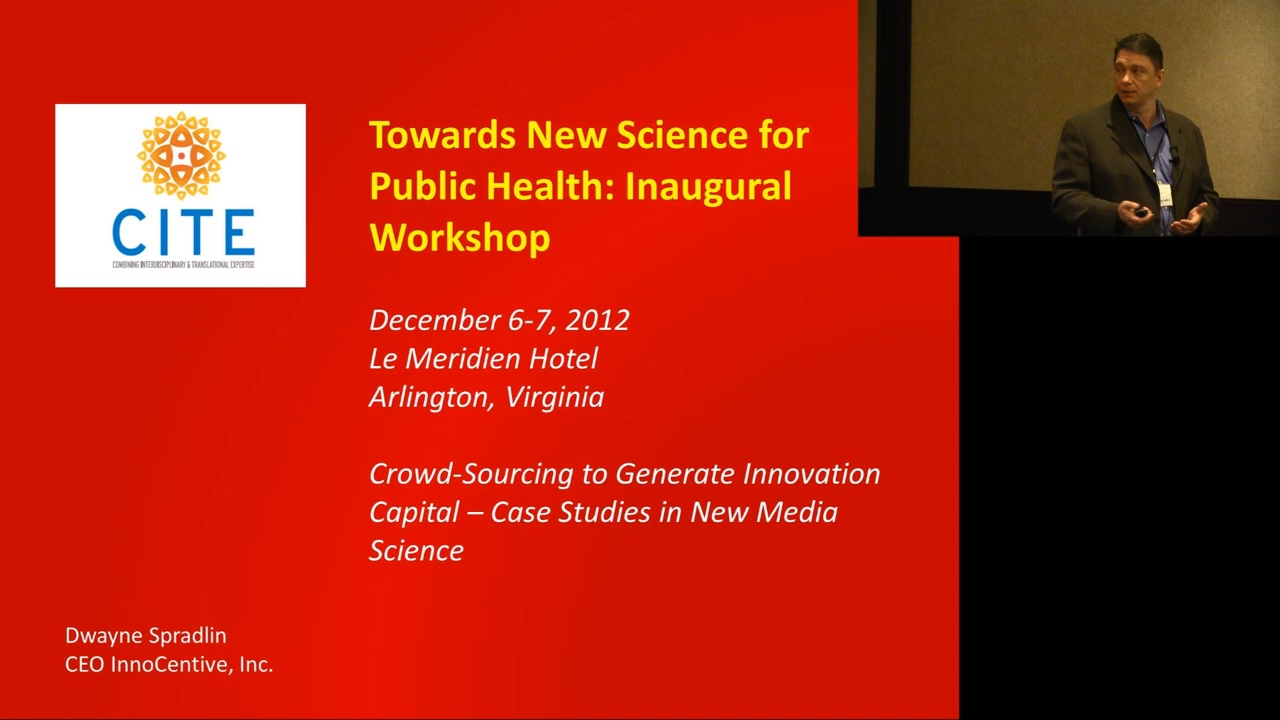 CITE
COMBINING INTERDISCIPLINARY & TRANSLATIONAL EXPERTISE
Towards New Science for
Public Health: Inaugural
Workshop
December 6-7, 2012
Le Meridien Hotel
Arlington, Virginia
Crowd-Sourcing to Generate Innovation
Capital – Case Studies in New Media
Science
Dwayne Spradlin
CEO InnoCentive, Inc.